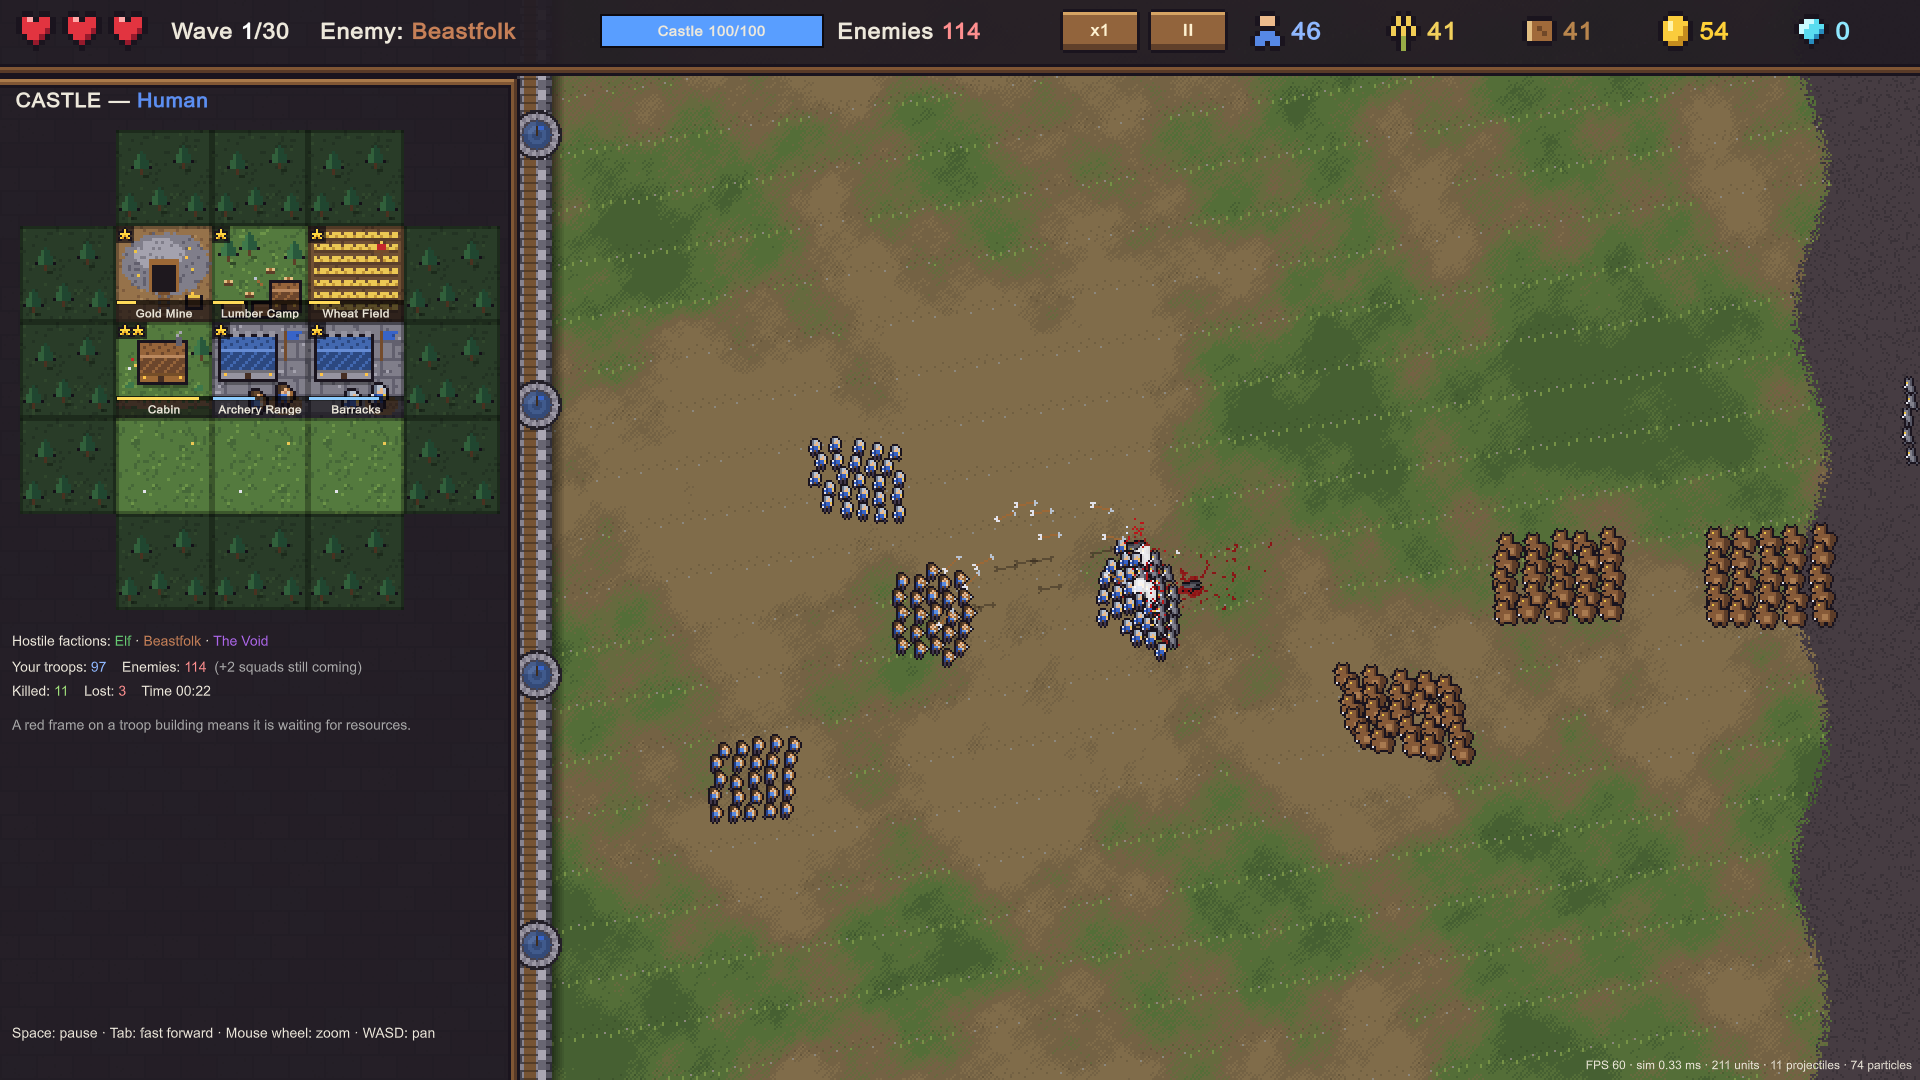 Wave 1/30 Enemy: Beastfolk Castle 100/100 Enemies 114 x1 II 46 41 41 54 0
CASTLE — Human
Gold Mine Lumber Camp Wheat Field
Cabin Archery Range Barracks
Hostile factions: Elf · Beastfolk · The Void
Your troops: 97 Enemies: 114 (+2 squads still coming)
Killed: 11 Lost: 3 Time 00:22
A red frame on a troop building means it is waiting for resources.
Space: pause · Tab: fast forward · Mouse wheel: zoom · WASD: pan
FPS 60 · sim 0.33 ms · 211 units · 11 projectiles · 74 particles